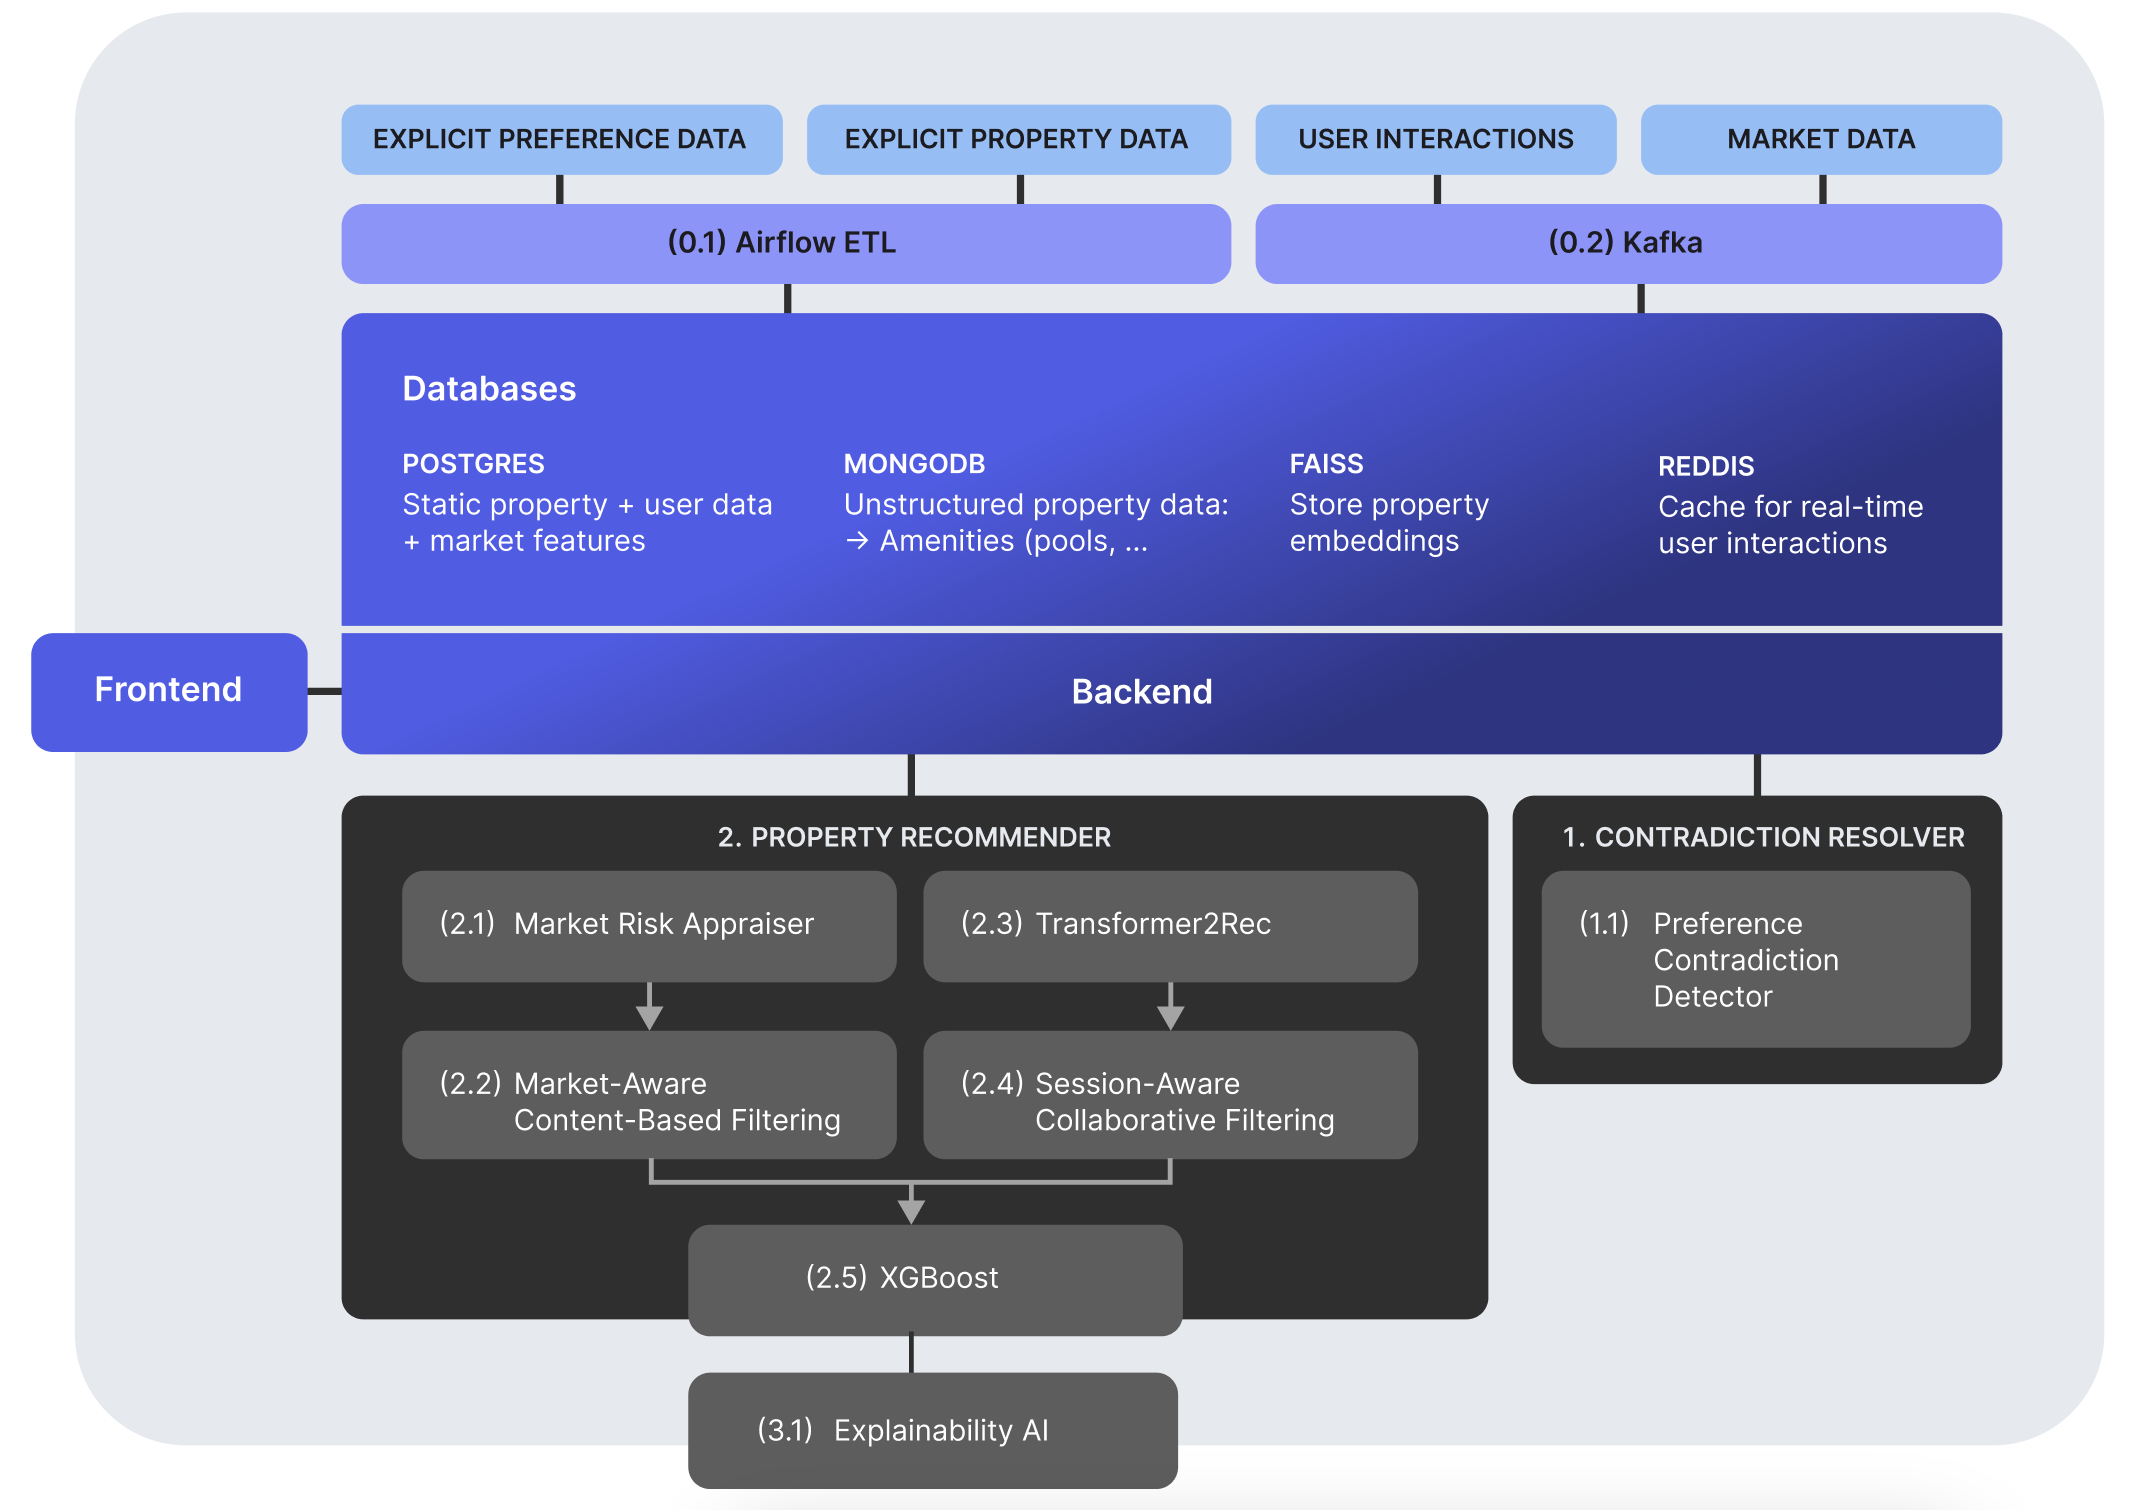 EXPLICIT PREFERENCE DATA
EXPLICIT PROPERTY DATA
USER INTERACTIONS
MARKET DATA
(0.1) Airflow ETL
(0.2) Kafka
Databases
POSTGRES
Static property + user data
+ market features
MONGODB
Unstructured property data:
→ Amenities (pools, ...
FAISS
Store property
embeddings
REDDIS
Cache for real-time
user interactions
Frontend
Backend
2. PROPERTY RECOMMENDER
(2.1) Market Risk Appraiser
(2.3) Transformer2Rec
(2.2) Market-Aware
Content-Based Filtering
(2.4) Session-Aware
Collaborative Filtering
(2.5) XGBoost
1. CONTRADICTION RESOLVER
(1.1) Preference
Contradiction
Detector
(3.1) Explainability AI